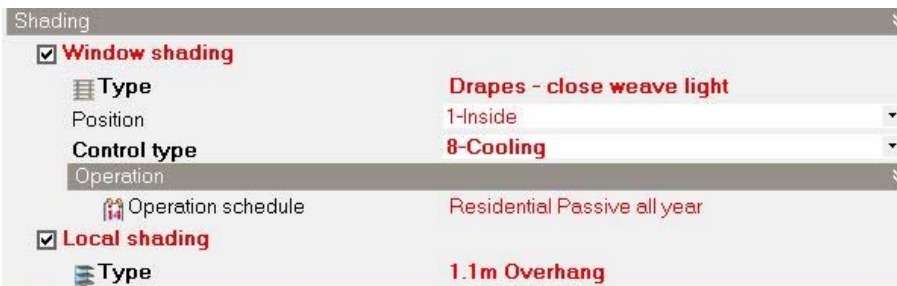 Shading
Window shading
Type Drapes - close weave light
Position 1-Inside
Control type 8-Cooling
Operation
14 Operation schedule Residential Passive all year
Local shading
Type 1.1m Overhang